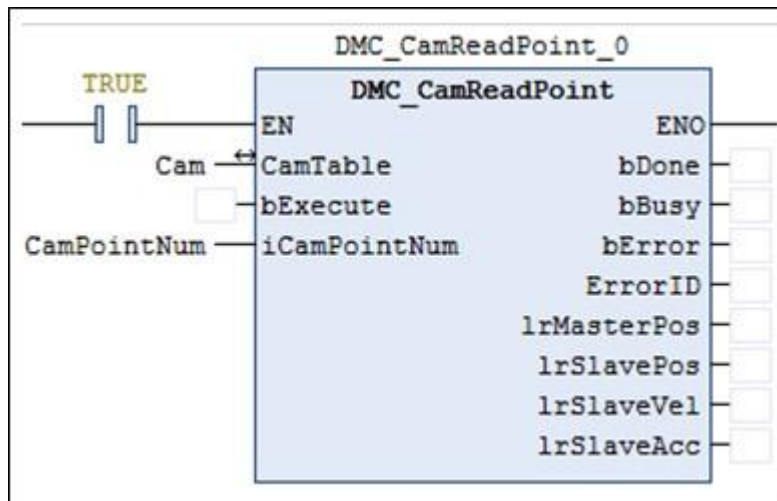 DMC_CamReadPoint_0
TRUE
DMC_CamReadPoint
EN ENO
Cam CamTable bDone
bExecute bBusy
CamPointNum iCamPointNum bError
ErrorID
lrMasterPos
lrSlavePos
lrSlaveVel
lrSlaveAcc